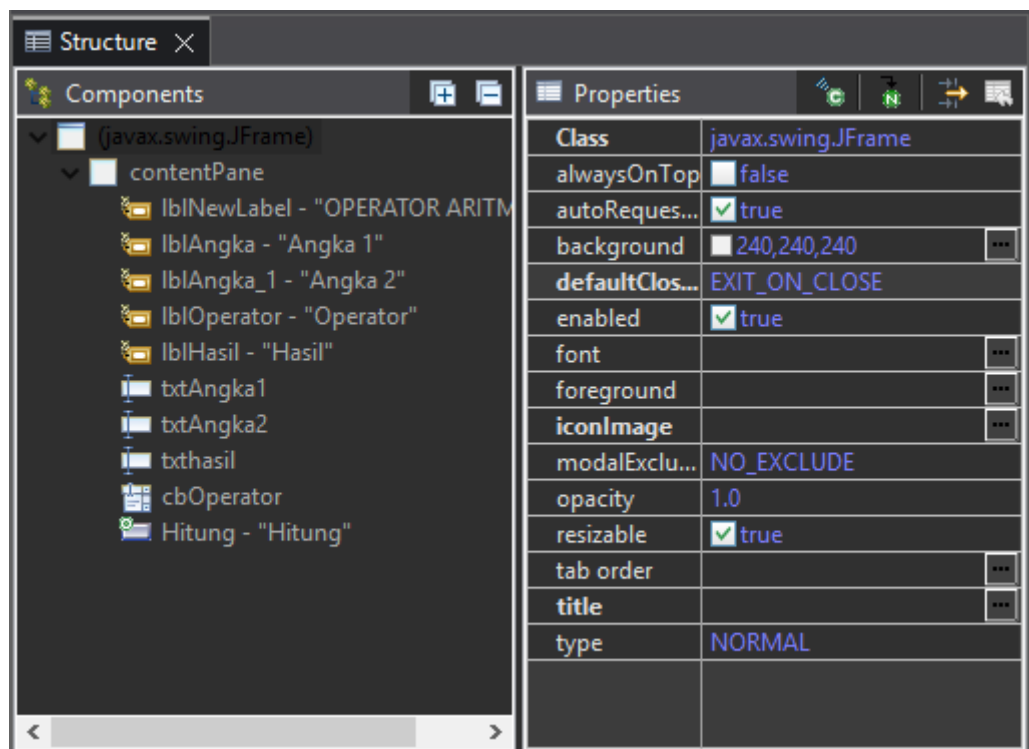 Structure
Components
(javax.swing.JFrame)
contentPane
lblNewLabel - "OPERATOR ARITM
lblAngka - "Angka 1"
lblAngka_1 - "Angka 2"
lblOperator - "Operator"
lblHasil - "Hasil"
txtAngka1
txtAngka2
txthasil
cbOperator
Hitung - "Hitung"
Properties
Class javax.swing.JFrame
alwaysOnTop false
autoReques... true
background 240,240,240
defaultClos... EXIT_ON_CLOSE
enabled true
font
foreground
iconImage
modalExclu... NO_EXCLUDE
opacity 1.0
resizable true
tab order
title
type NORMAL